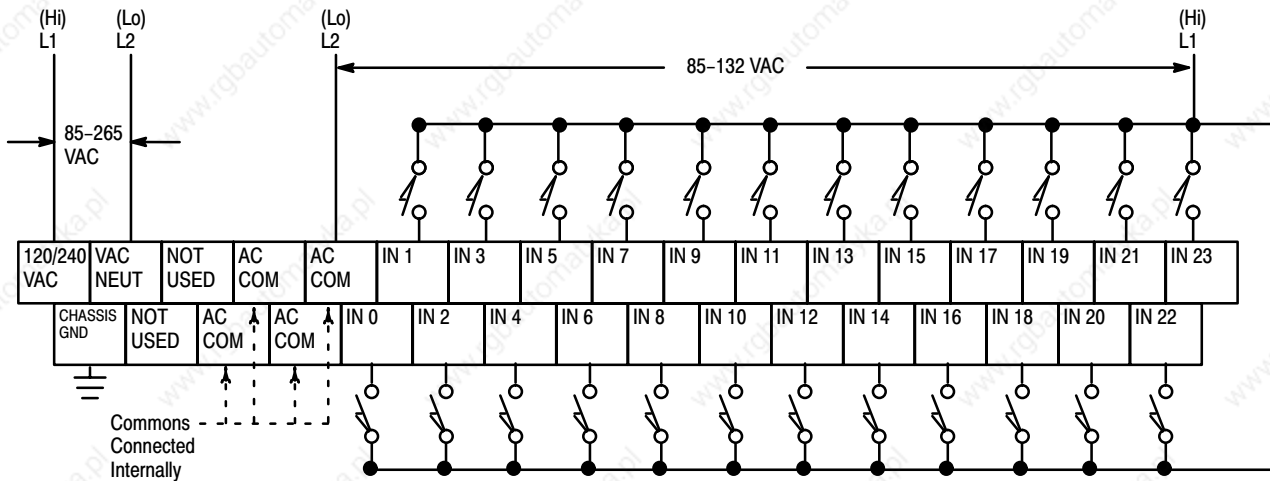 (Hi)
L1
(Lo)
L2
(Lo)
L2
(Hi)
L1
85–132 VAC
85–265
VAC
120/240
VAC
VAC
NEUT
NOT
USED
AC
COM
AC
COM
IN 1
IN 3
IN 5
IN 7
IN 9
IN 11
IN 13
IN 15
IN 17
IN 19
IN 21
IN 23
CHASSIS
GND
NOT
USED
AC
COM
AC
COM
IN 0
IN 2
IN 4
IN 6
IN 8
IN 10
IN 12
IN 14
IN 16
IN 18
IN 20
IN 22
Commons
Connected
Internally
www.rgbautomatyka.pl